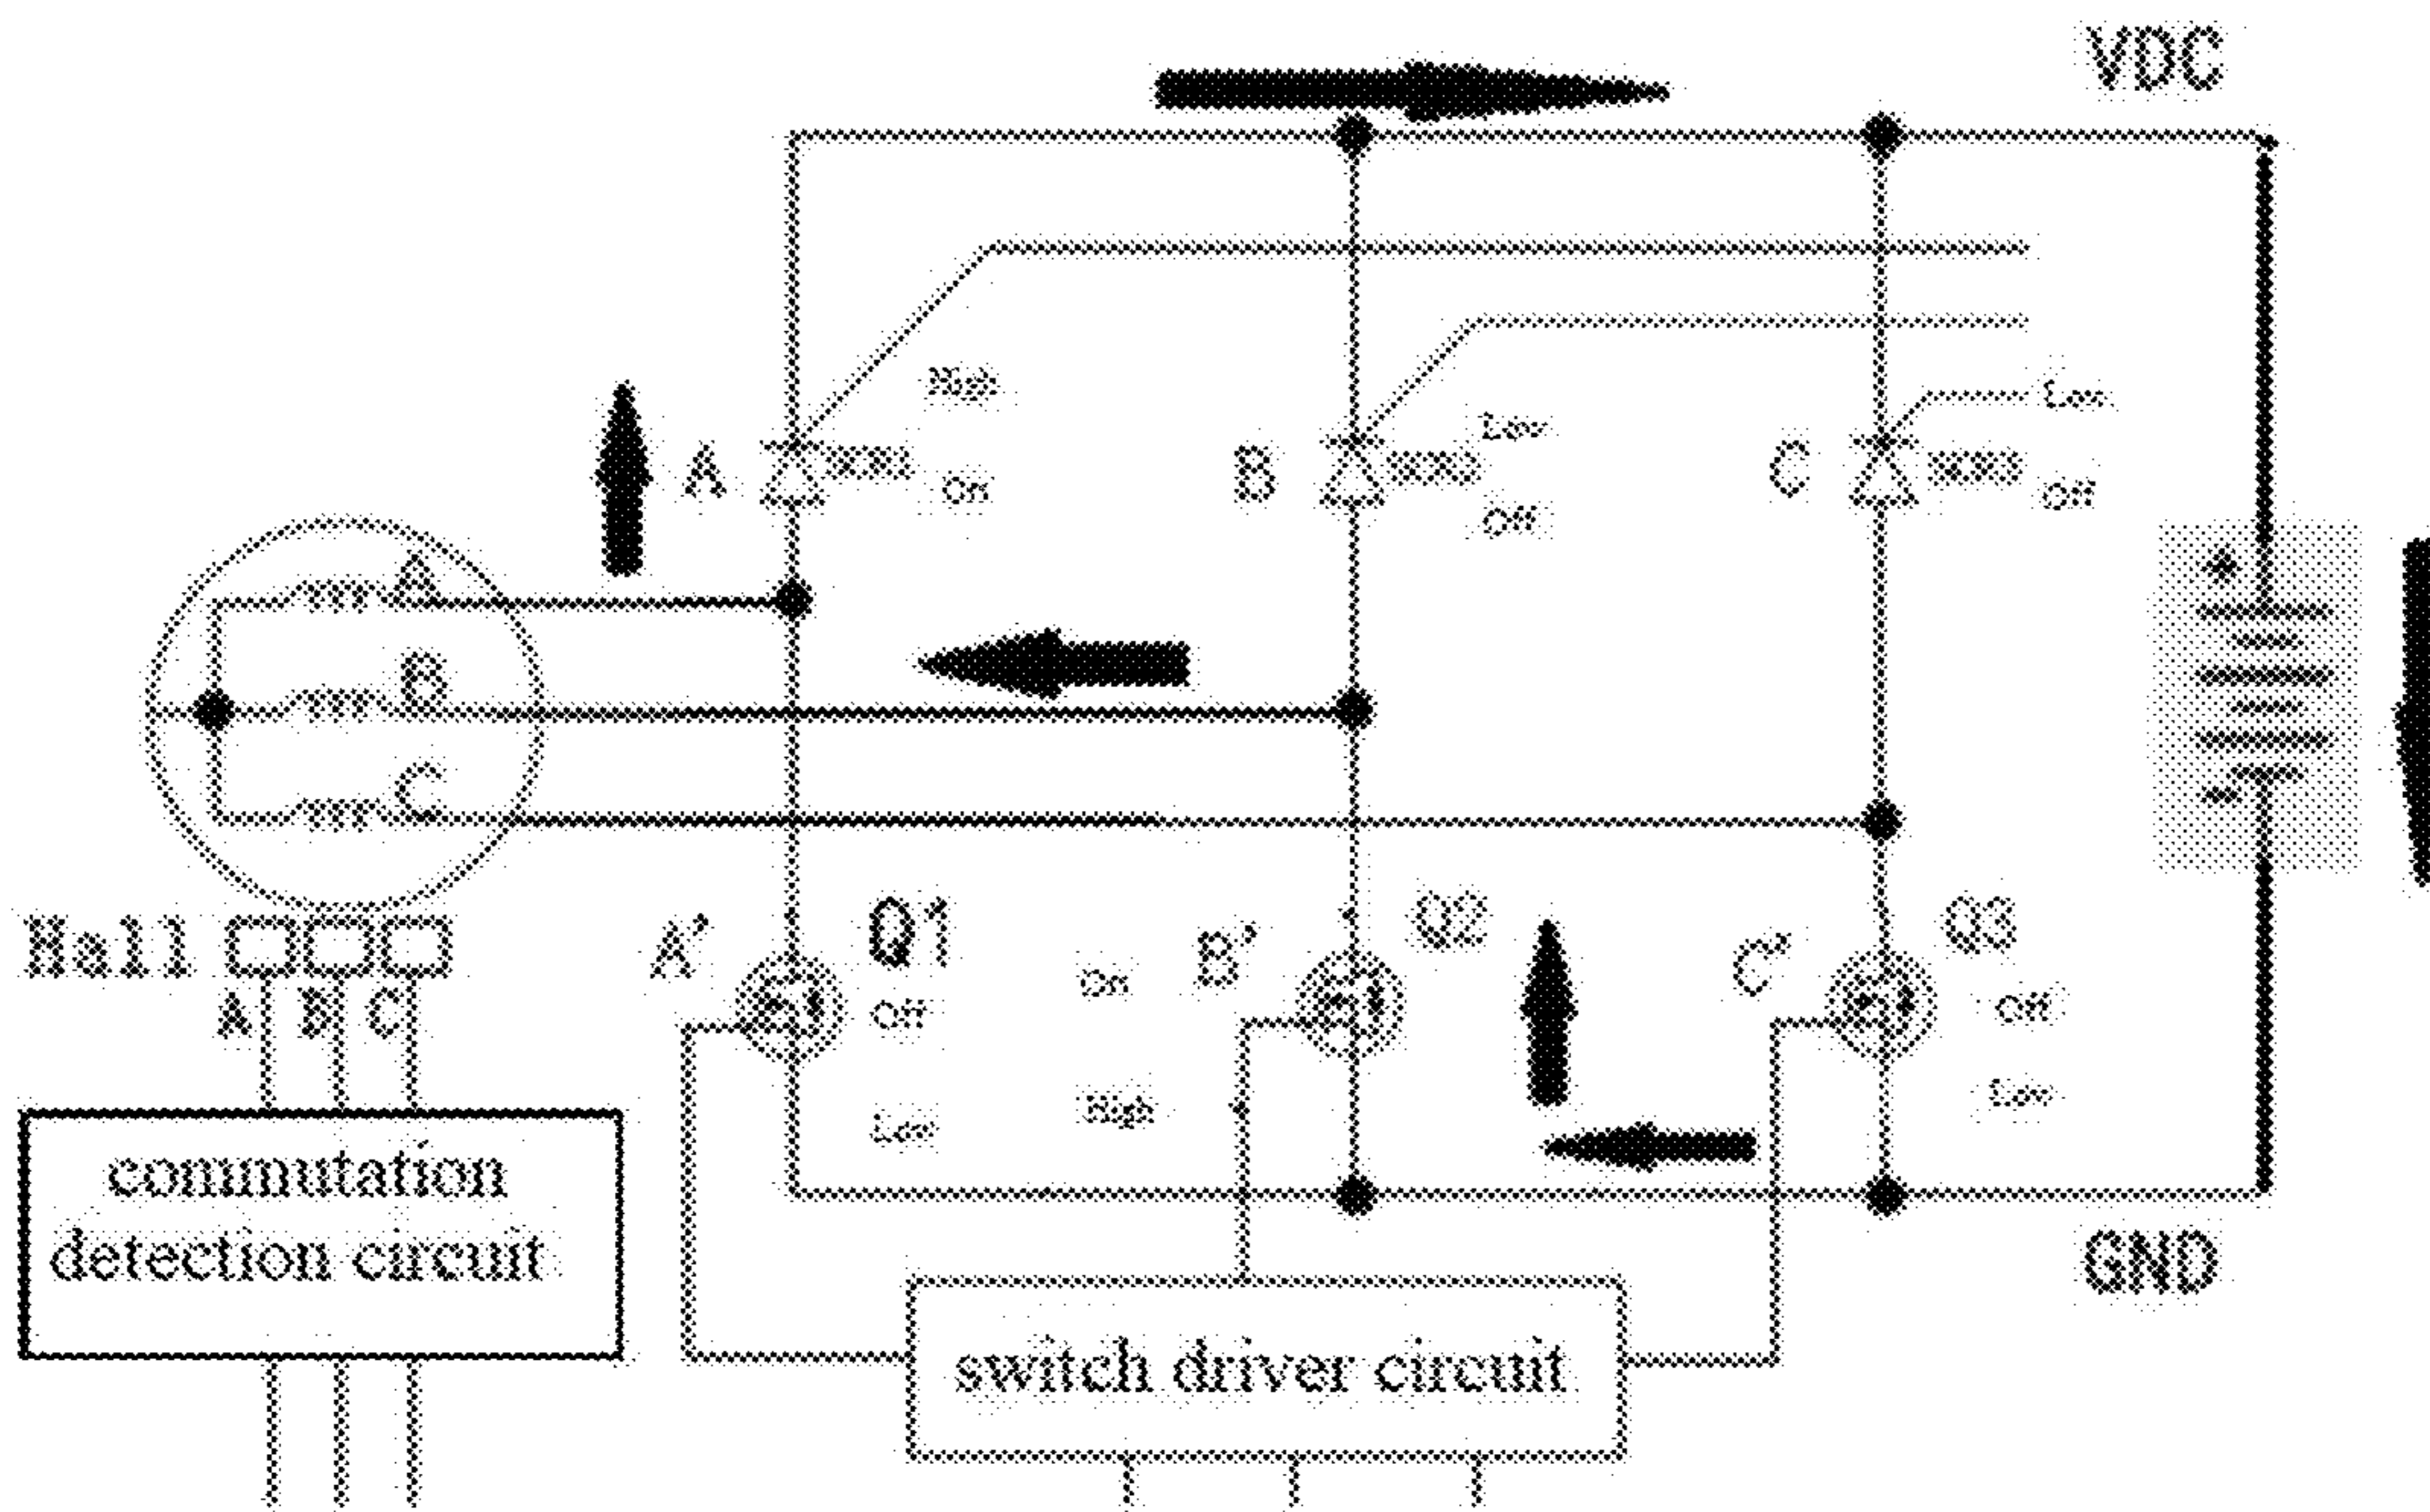 VDC
High
Low
Low
A
B
C
On
Off
Off
A
B
C
+
-
Hall
A B C
A'
Q1
Off
Low
On
High
B'
Q2
C'
Q3
Off
Low
commutation
detection circuit
GND
switch driver circuit